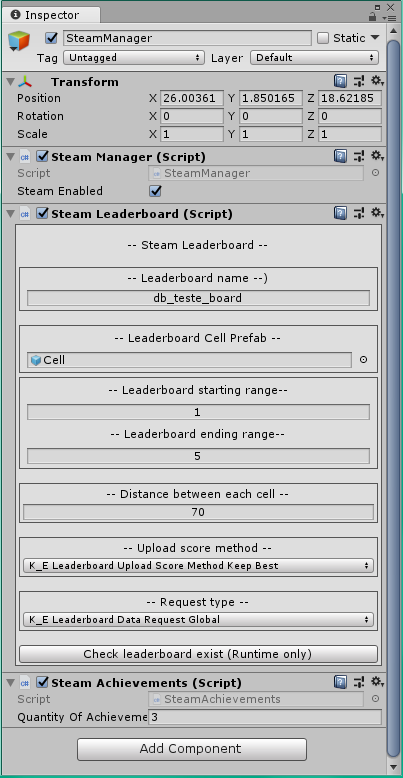 Inspector
SteamManager Static
Tag Untagged Layer Default
Transform
Position X 26.00361 Y 1.850165 Z 18.62185
Rotation X 0 Y 0 Z 0
Scale X 1 Y 1 Z 1
Steam Manager (Script)
Script SteamManager
Steam Enabled
Steam Leaderboard (Script)
-- Steam Leaderboard --
-- Leaderboard name --)
db_teste_board
-- Leaderboard Cell Prefab --
Cell
-- Leaderboard starting range--
1
-- Leaderboard ending range--
5
-- Distance between each cell --
70
-- Upload score method --
K_E Leaderboard Upload Score Method Keep Best
-- Request type --
K_E Leaderboard Data Request Global
Check leaderboard exist (Runtime only)
Steam Achievements (Script)
Script SteamAchievements
Quantity Of Achieveme 3
Add Component